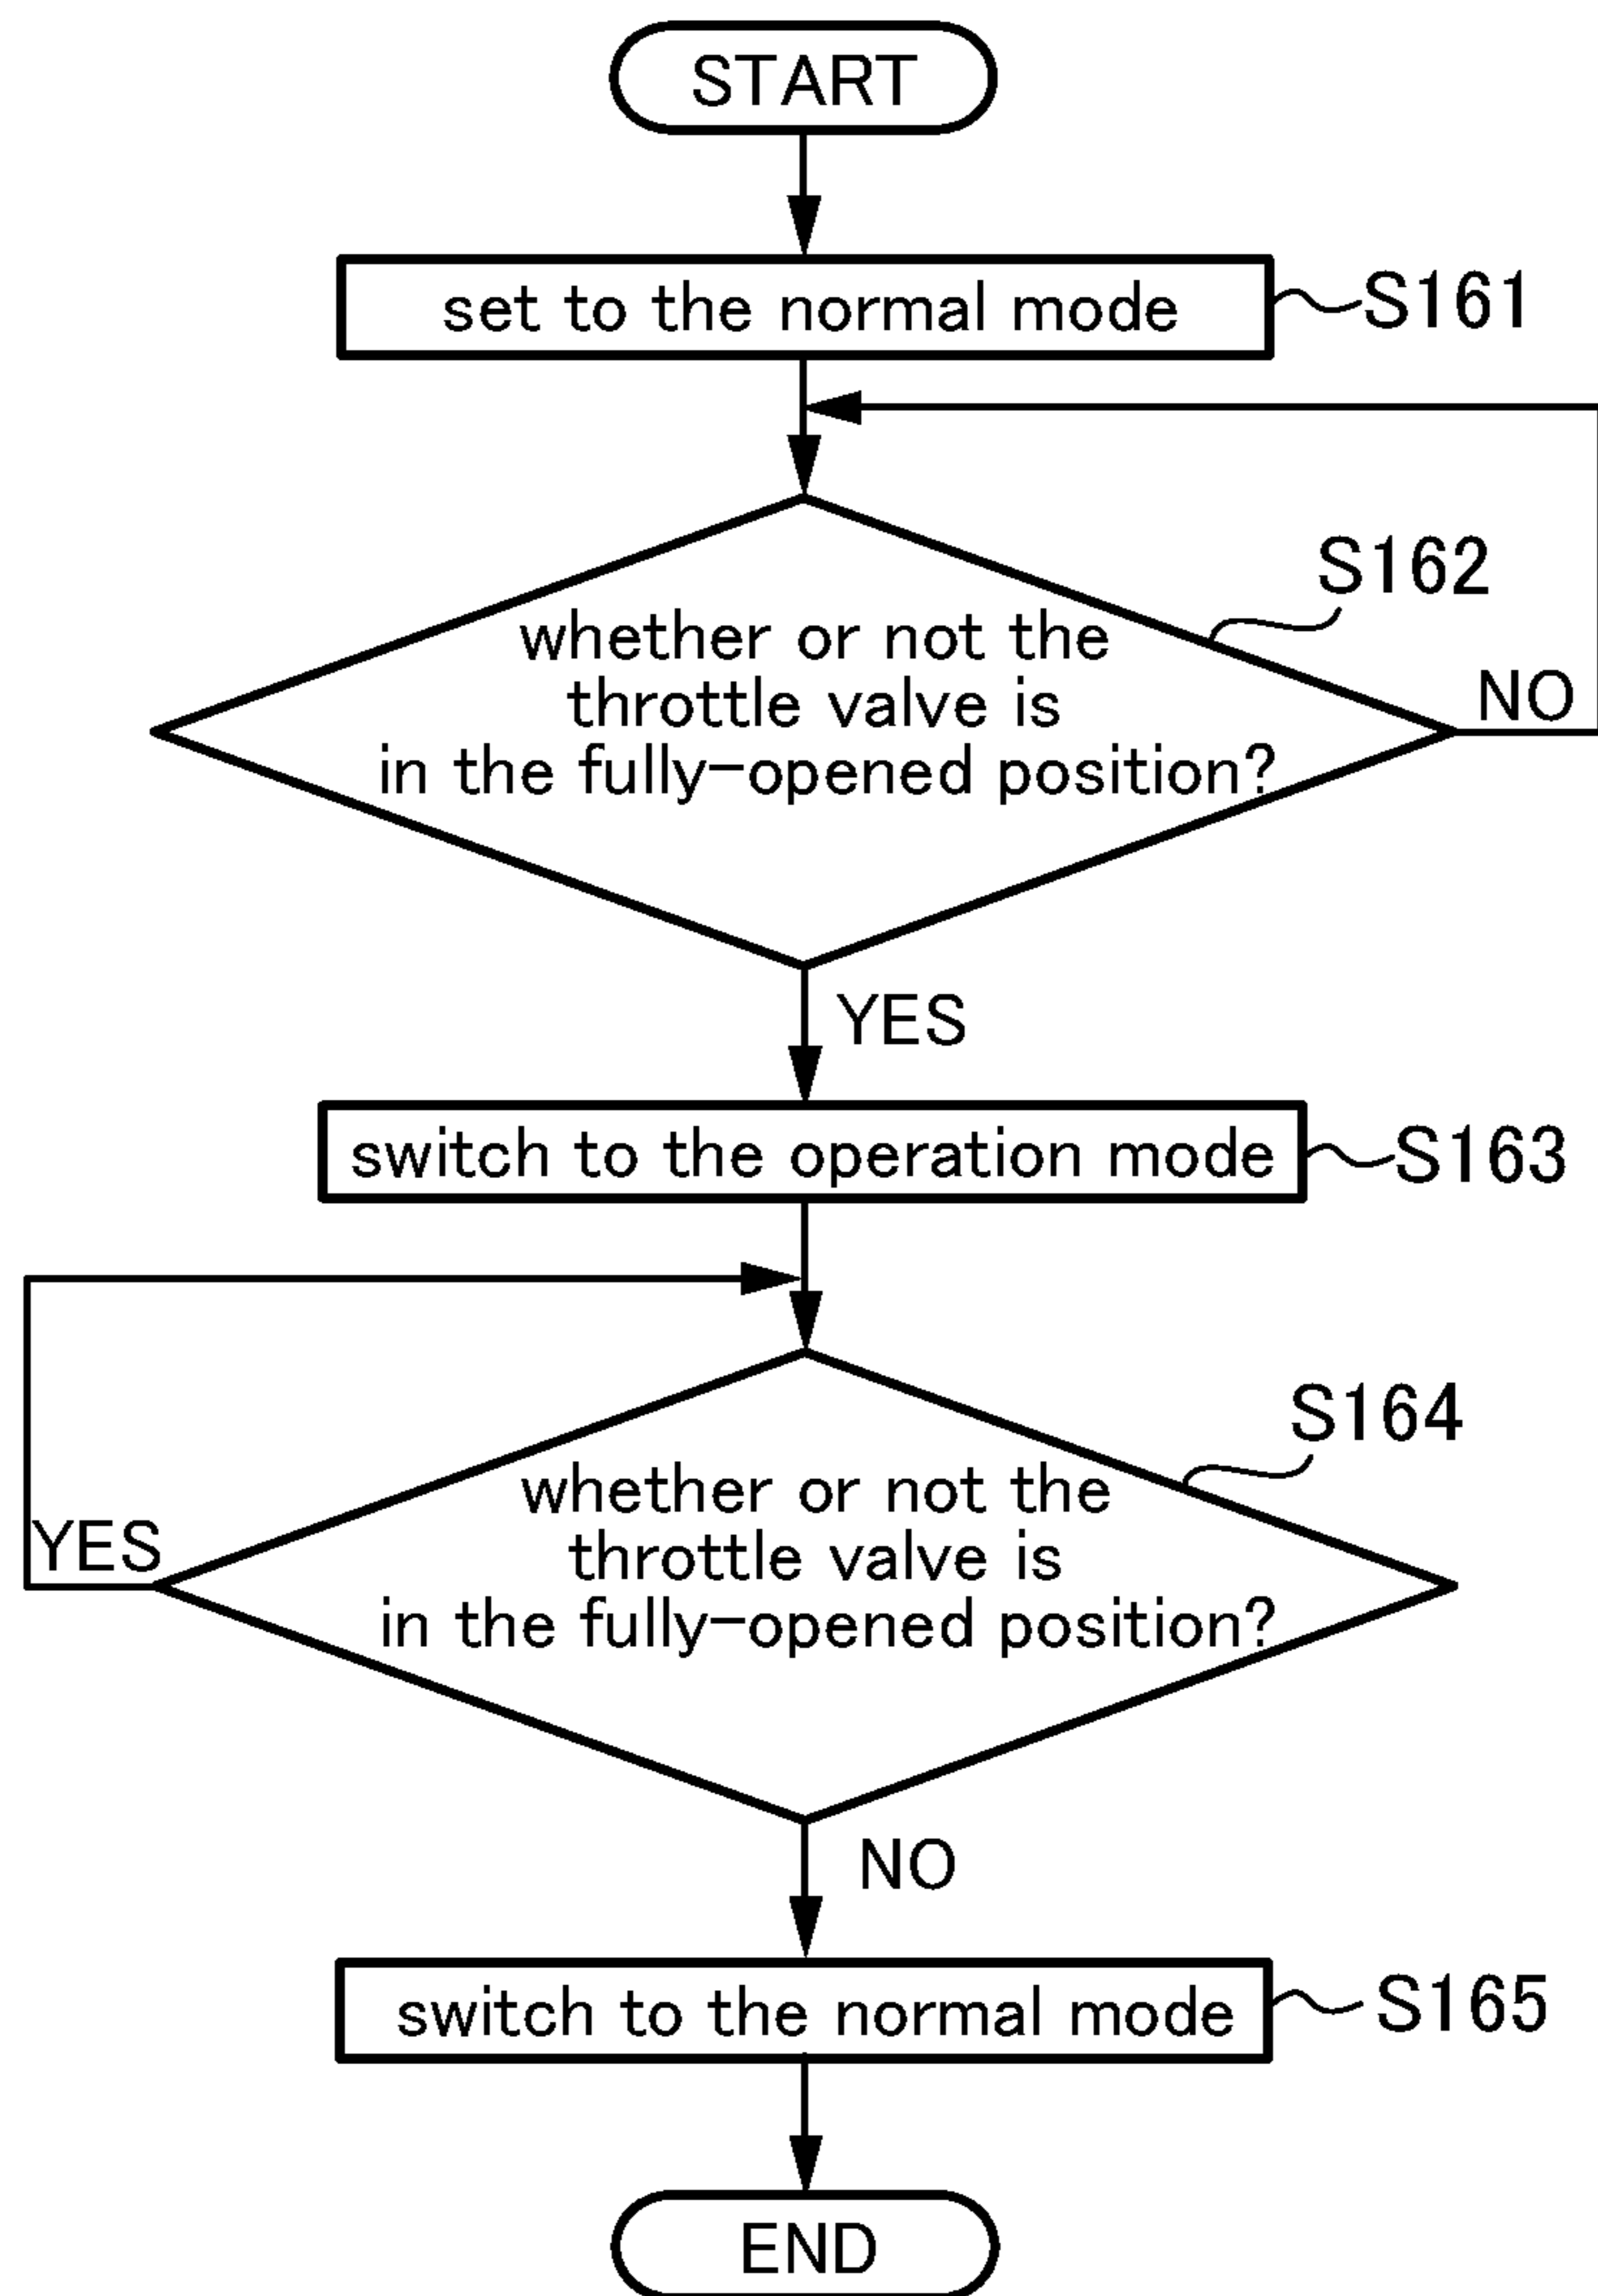 START
set to the normal mode
S161
S162
whether or not the
throttle valve is
in the fully-opened position?
NO
YES
switch to the operation mode
S163
S164
whether or not the
throttle valve is
in the fully-opened position?
YES
NO
switch to the normal mode
S165
END